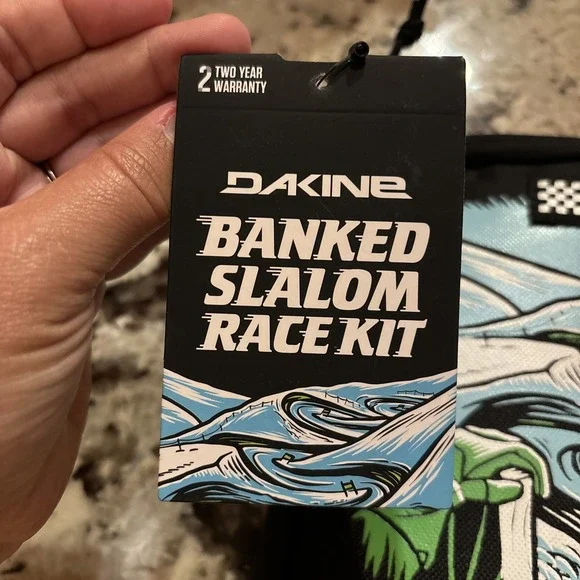 2 TWO YEAR
WARRANTY
DAKINE
BANKED
SLALOM
RACE KIT